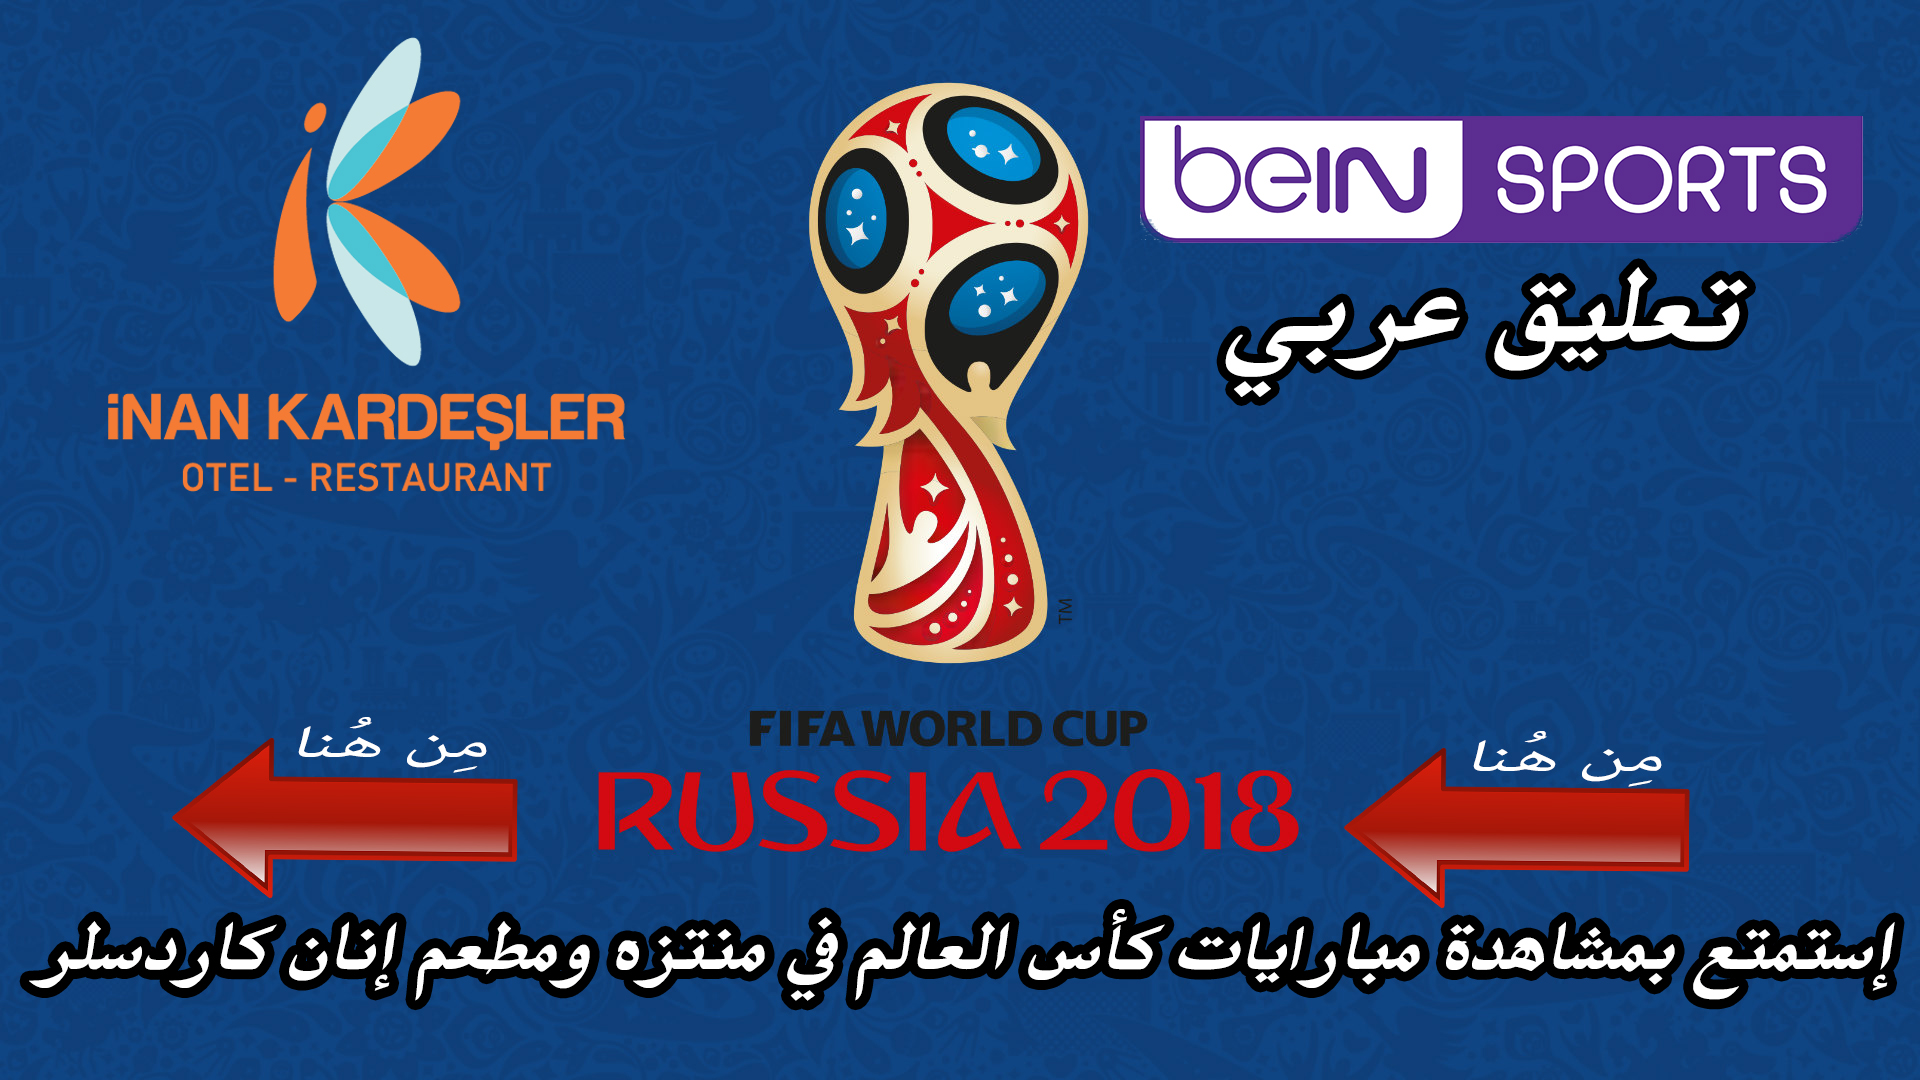 iNAN KARDEŞLER
OTEL - RESTAURANT
beIN SPORTS
تعليق عربي
TM
FIFA WORLD CUP
RUSSIA 2018
مِن هُنا
مِن هُنا
إستمتع بمشاهدة مبارايات كأس العالم في منتزه ومطعم إنان كاردسلر